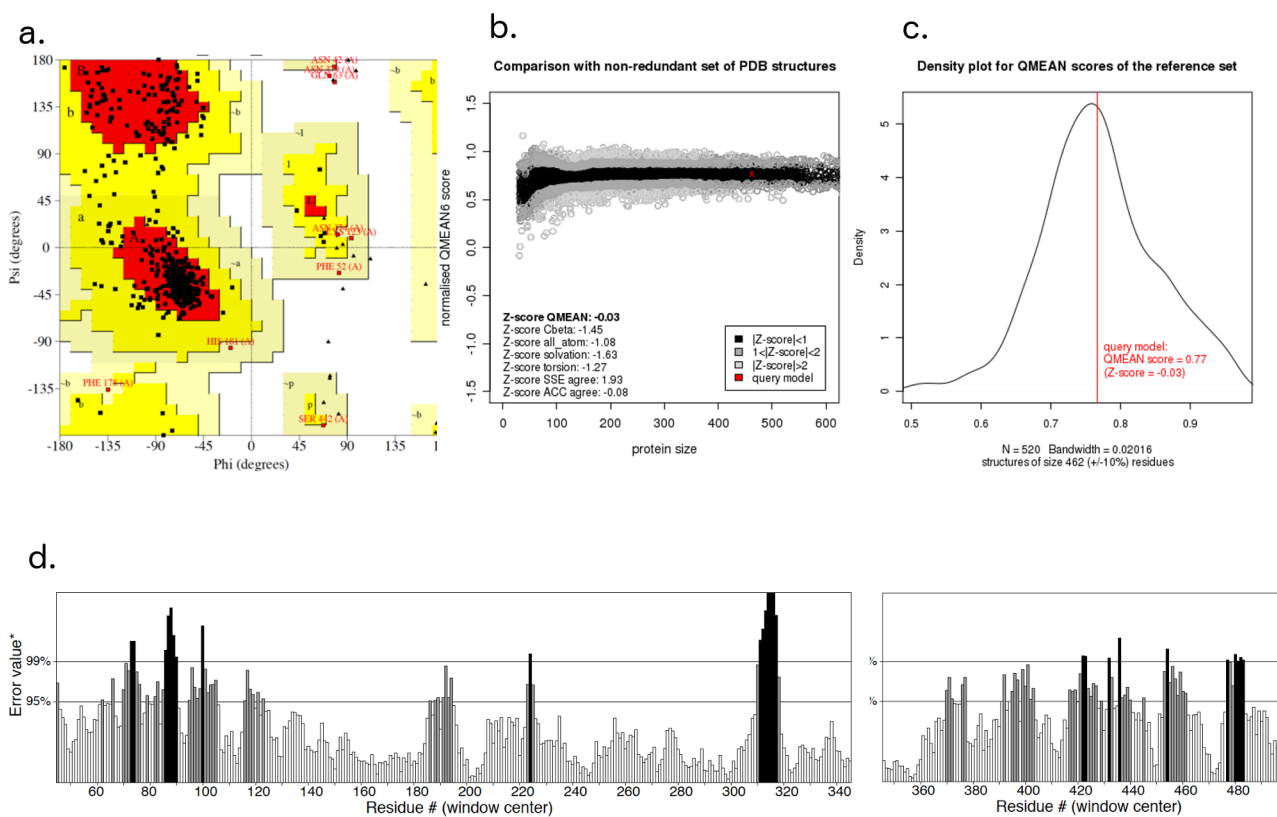 a.
180
135
90
45
0
-45
-90
-135
-180
Psi (degrees)
-180
-135
-90
-45
0
45
90
135
Phi (degrees)
B
b
~b
b
~b
~l
l
L
a
A
~a
~a
~b
b
~p
p
~b
ASN 42 (A)
PHE 52 (A)
HIS 181 (A)
PHE 178 (A)
SER 442 (A)
b.
Comparison with non-redundant set of PDB structures
normalised QMEAN6 score
1.5
1.0
0.5
0.0
-0.5
-1.0
-1.5
Z-score QMEAN: -0.03
Z-score Cbeta: -1.45
Z-score all_atom: -1.08
Z-score solvation: -1.63
Z-score torsion: -1.27
Z-score SSE agree: 1.93
Z-score ACC agree: -0.08
|Z-score|<1
1<|Z-score|<2
|Z-score|>2
query model
0 100 200 300 400 500 600
protein size
c.
Density plot for QMEAN scores of the reference set
Density
5
4
3
2
1
0
query model:
QMEAN score = 0.77
(Z-score = -0.03)
0.5 0.6 0.7 0.8 0.9
N = 520 Bandwidth = 0.02016
structures of size 462 (+/-10%) residues
d.
Error value*
99%
95%
60 80 100 120 140 160 180 200 220 240 260 280 300 320 340
Residue # (window center)
%
%
360 380 400 420 440 460 480
Residue # (window center)